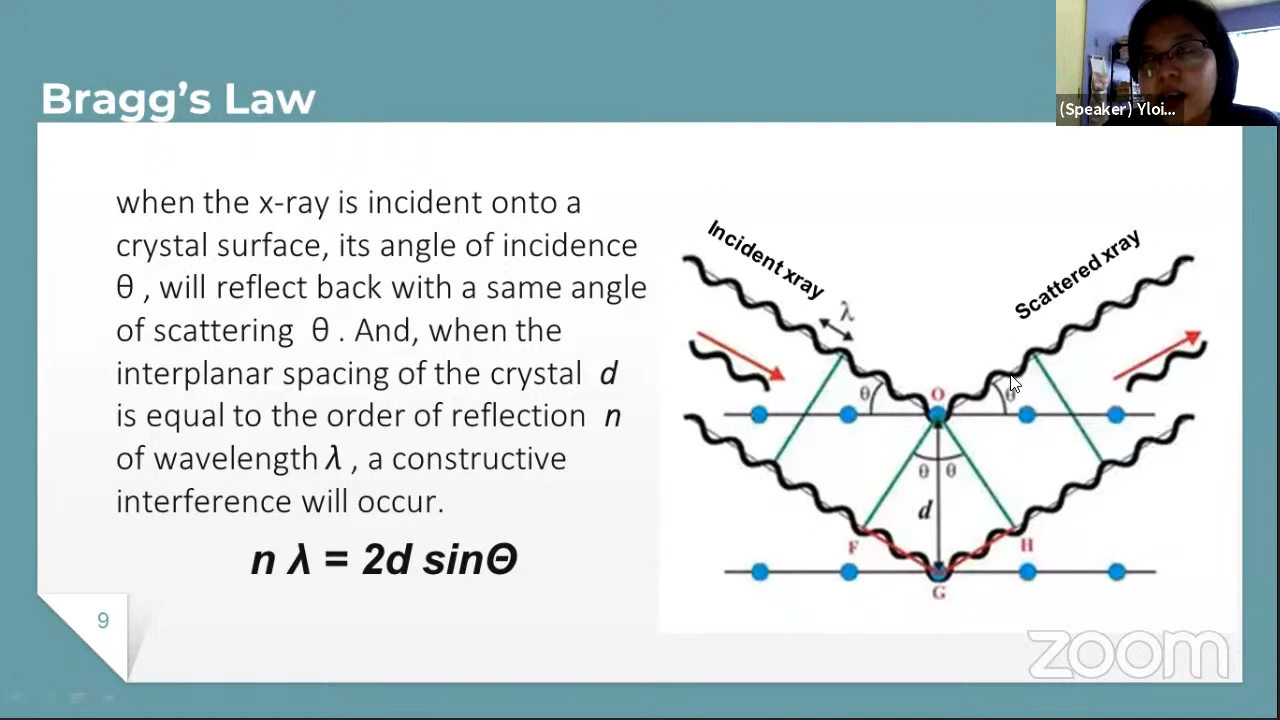 Bragg's Law
(Speaker) Yloi...
when the x-ray is incident onto a
crystal surface, its angle of incidence
θ , will reflect back with a same angle
of scattering θ . And, when the
interplanar spacing of the crystal d
is equal to the order of reflection n
of wavelength λ , a constructive
interference will occur.
n λ = 2d sinΘ
9
Incident xray
Scattered xray
λ
θ
O
θ
θ
θ
d
F
H
G
zoom